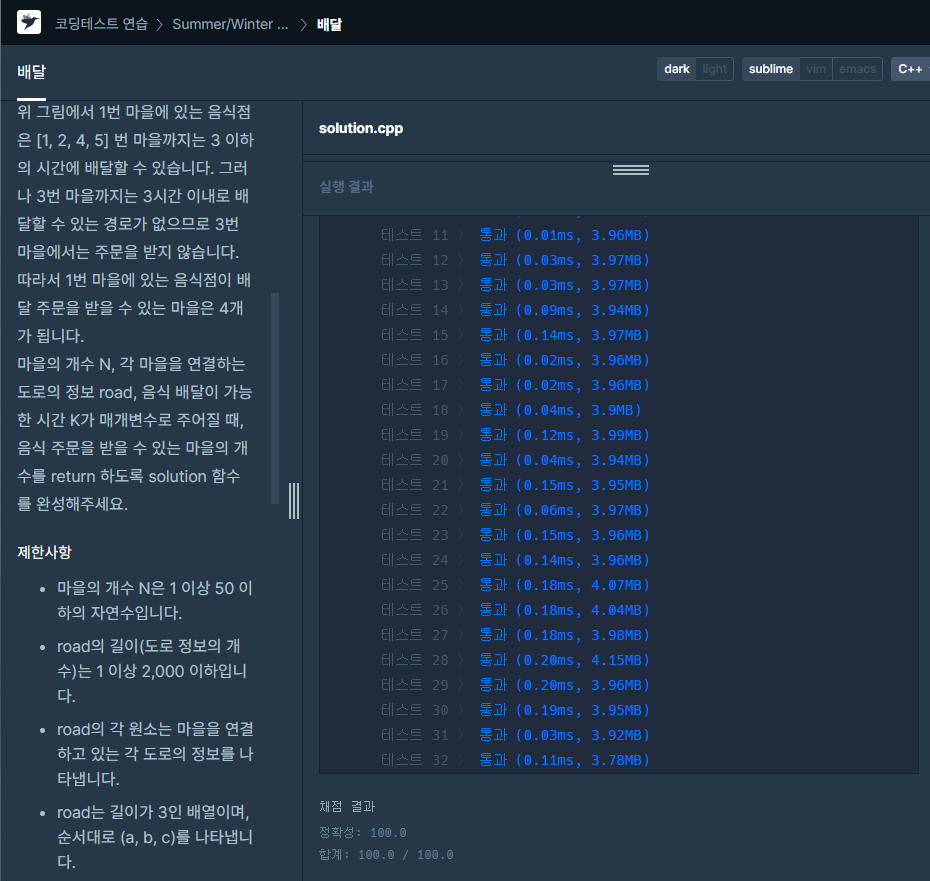 코딩테스트 연습 > Summer/Winter ... > 배달
배달
dark light sublime vim emacs C++
위 그림에서 1번 마을에 있는 음식점
은 [1, 2, 4, 5] 번 마을까지는 3 이하
의 시간에 배달할 수 있습니다. 그러
나 3번 마을까지는 3시간 이내로 배
달할 수 있는 경로가 없으므로 3번
마을에서는 주문을 받지 않습니다.
따라서 1번 마을에 있는 음식점이 배
달 주문을 받을 수 있는 마을은 4개
가 됩니다.
마을의 개수 N, 각 마을을 연결하는
도로의 정보 road, 음식 배달이 가능
한 시간 K가 매개변수로 주어질 때,
음식 주문을 받을 수 있는 마을의 개
수를 return 하도록 solution 함수
를 완성해주세요.
제한사항
• 마을의 개수 N은 1 이상 50 이
하의 자연수입니다.
• road의 길이(도로 정보의 개
수)는 1 이상 2,000 이하입니
다.
• road의 각 원소는 마을을 연결
하고 있는 각 도로의 정보를 나
타냅니다.
• road는 길이가 3인 배열이며,
순서대로 (a, b, c)를 나타냅니
다.
solution.cpp
실행 결과
테스트 11 > 통과 (0.01ms, 3.96MB)
테스트 12 > 통과 (0.03ms, 3.97MB)
테스트 13 > 통과 (0.03ms, 3.97MB)
테스트 14 > 통과 (0.09ms, 3.94MB)
테스트 15 > 통과 (0.14ms, 3.97MB)
테스트 16 > 통과 (0.02ms, 3.96MB)
테스트 17 > 통과 (0.02ms, 3.96MB)
테스트 18 > 통과 (0.04ms, 3.9MB)
테스트 19 > 통과 (0.12ms, 3.99MB)
테스트 20 > 통과 (0.04ms, 3.94MB)
테스트 21 > 통과 (0.15ms, 3.95MB)
테스트 22 > 통과 (0.06ms, 3.97MB)
테스트 23 > 통과 (0.15ms, 3.96MB)
테스트 24 > 통과 (0.14ms, 3.96MB)
테스트 25 > 통과 (0.18ms, 4.07MB)
테스트 26 > 통과 (0.18ms, 4.04MB)
테스트 27 > 통과 (0.18ms, 3.98MB)
테스트 28 > 통과 (0.20ms, 4.15MB)
테스트 29 > 통과 (0.20ms, 3.96MB)
테스트 30 > 통과 (0.19ms, 3.95MB)
테스트 31 > 통과 (0.03ms, 3.92MB)
테스트 32 > 통과 (0.11ms, 3.78MB)
채점 결과
정확성: 100.0
합계: 100.0 / 100.0